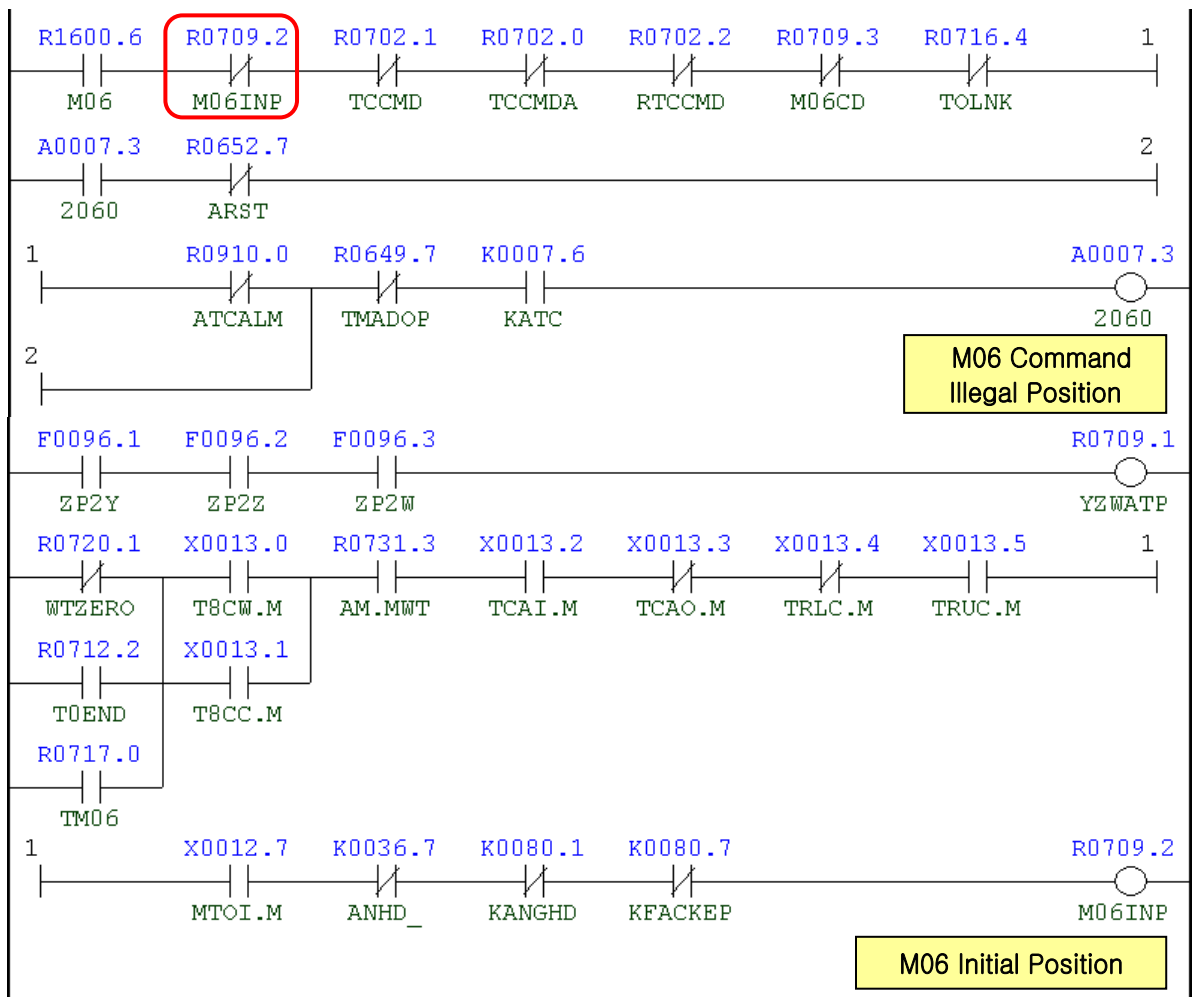 R1600.6 R0709.2 R0702.1 R0702.0 R0702.2 R0709.3 R0716.4 1
M06 M06INP TCCMD TCCMDA RTCCMD M06CD TOLNK
A0007.3 R0652.7 2
2060 ARST
1 R0910.0 R0649.7 K0007.6 A0007.3
ATCALM TMADOP KATC 2060
2
M06 Command
Illegal Position
F0096.1 F0096.2 F0096.3 R0709.1
ZP2Y ZP2Z ZP2W YZWATP
R0720.1 X0013.0 R0731.3 X0013.2 X0013.3 X0013.4 X0013.5 1
WTZERO T8CW.M AM.MWT TCAI.M TCAO.M TRLC.M TRUC.M
R0712.2 X0013.1
T0END T8CC.M
R0717.0
TM06
1 X0012.7 K0036.7 K0080.1 K0080.7 R0709.2
MTOI.M ANHD_ KANGHD KFACKEP M06INP
M06 Initial Position